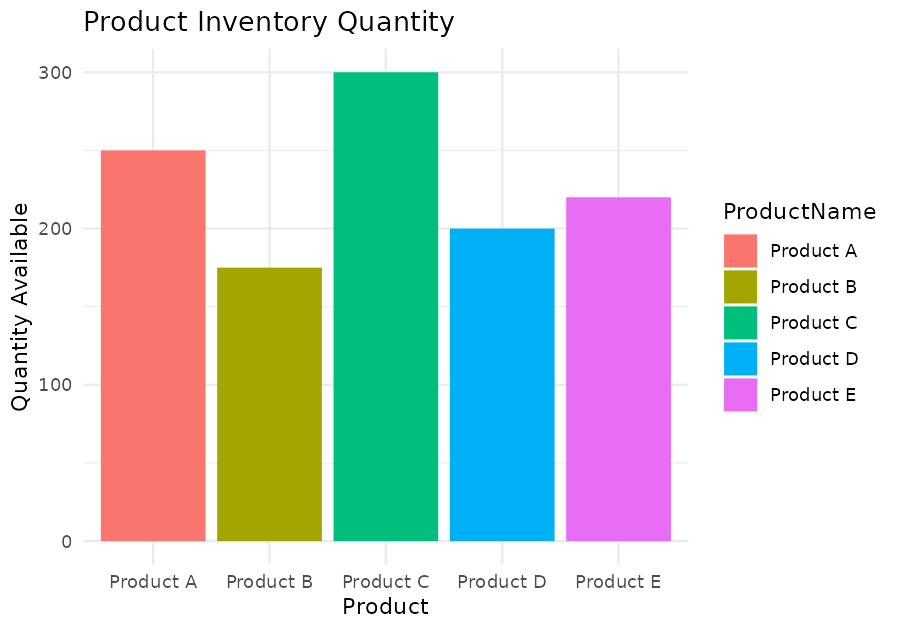 Product Inventory Quantity
Quantity Available
300
200
100
0
Product A Product B Product C Product D Product E
Product
ProductName
Product A
Product B
Product C
Product D
Product E